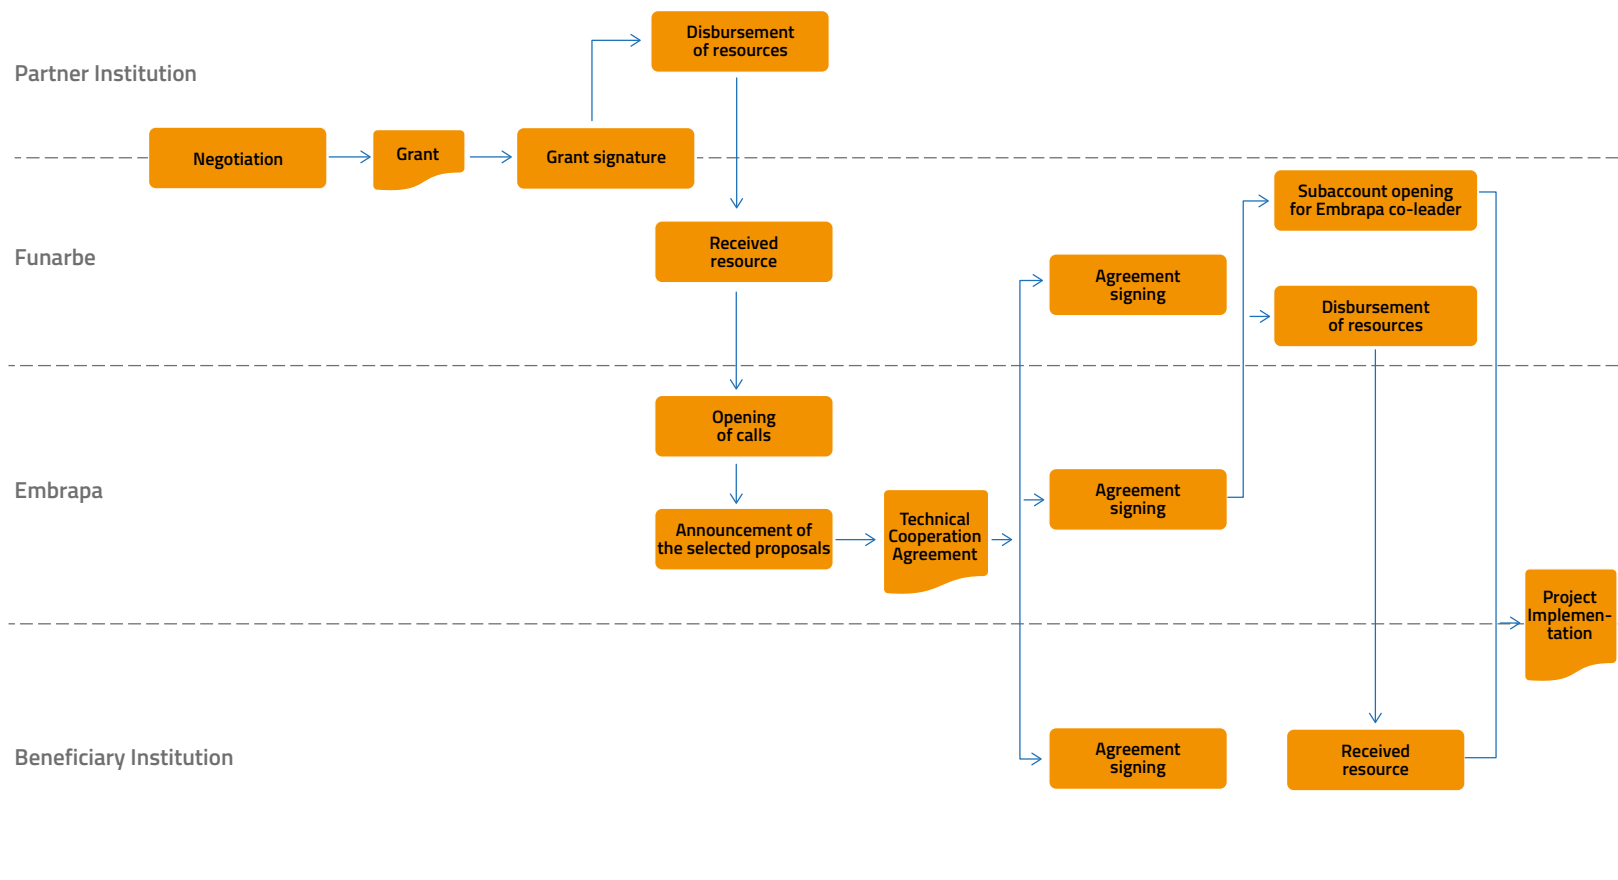 Partner Institution
Disbursement
of resources
Negotiation
Grant
Grant signature
Funarbe
Received
resource
Agreement
signing
Subaccount opening
for Embrapa co-leader
Disbursement
of resources
Embrapa
Opening
of calls
Announcement of
the selected proposals
Technical
Cooperation
Agreement
Agreement
signing
Project
Implemen-
tation
Beneficiary Institution
Agreement
signing
Received
resource